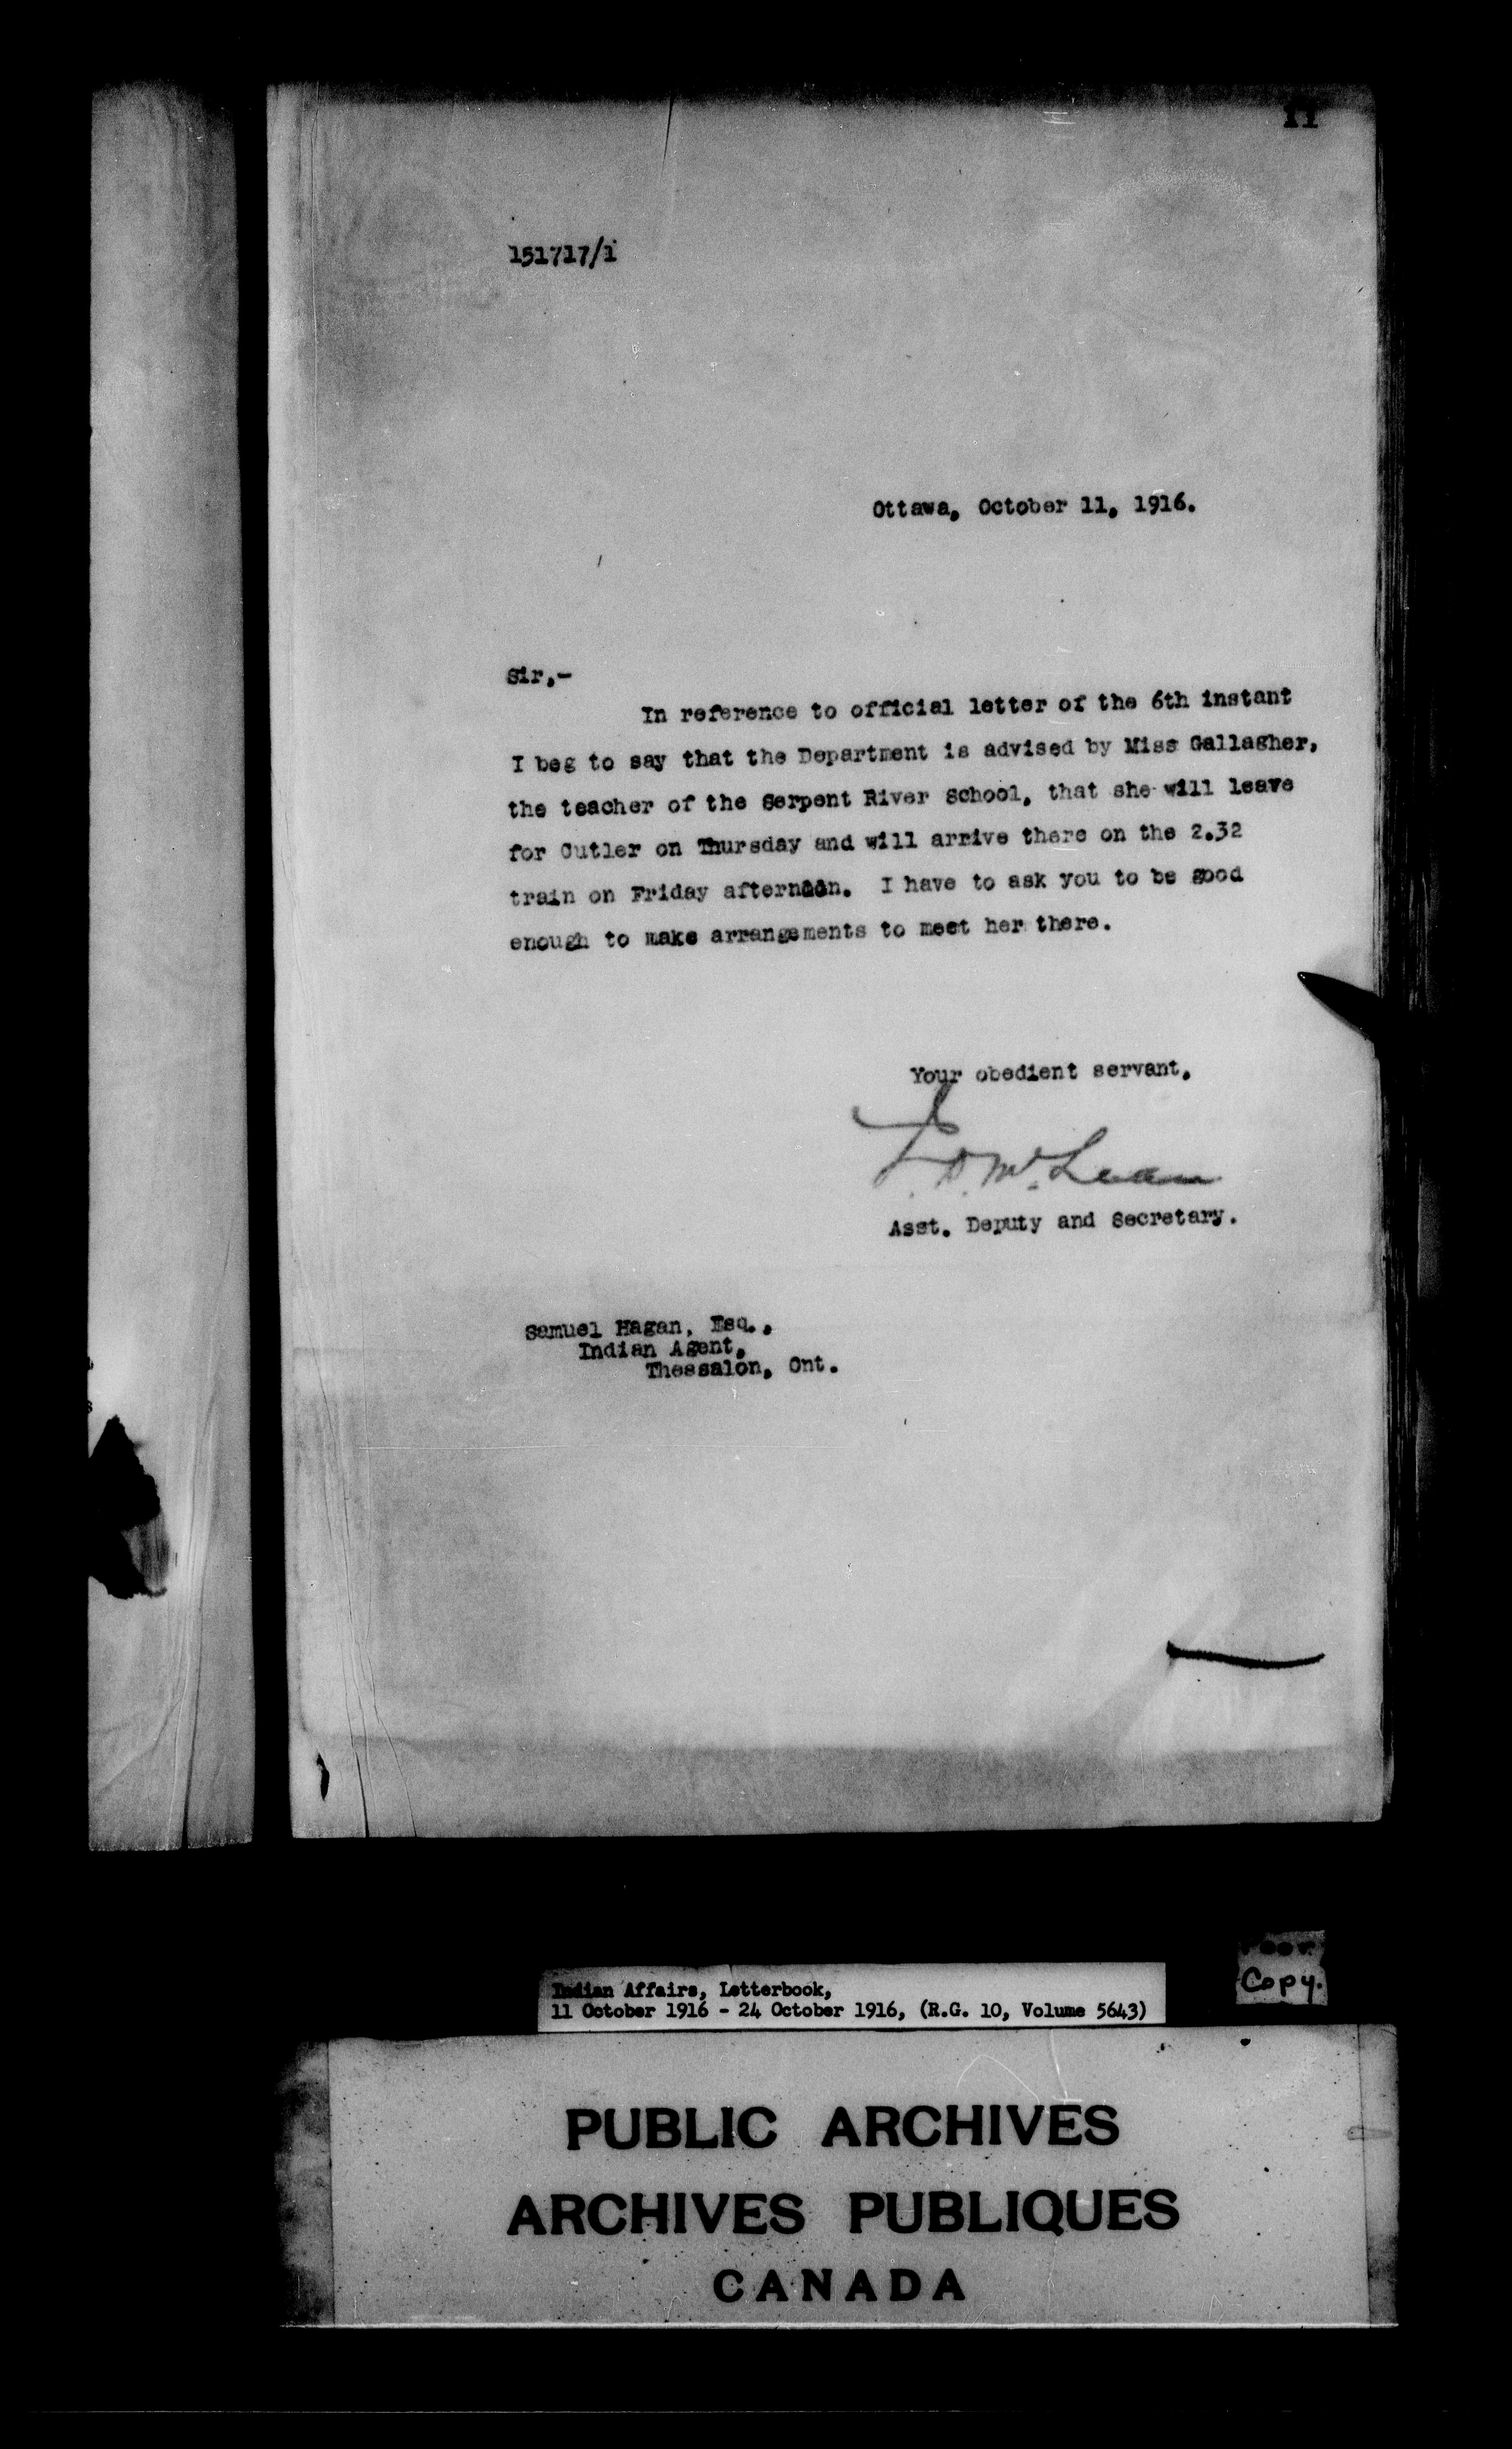 11
151717/1
Ottawa, October 11, 1916.
Sir,-
In reference to official letter of the 6th instant
I beg to say that the Department is advised by Miss Gallagher,
the teacher of the Serpent River School, that she will leave
for Cutler on Thursday and will arrive there on the 2.32
train on Friday afternoon. I have to ask you to be good
enough to make arrangements to meet her there.
Your obedient servant,
J. D. McLean
Asst. Deputy and Secretary.
Samuel Hagan, Esq.,
Indian Agent,
Thessalon, Ont.
Poor
Copy.
Indian Affairs, Letterbook,
11 October 1916 - 24 October 1916, (R.G. 10, Volume 5643)
PUBLIC ARCHIVES
ARCHIVES PUBLIQUES
CANADA